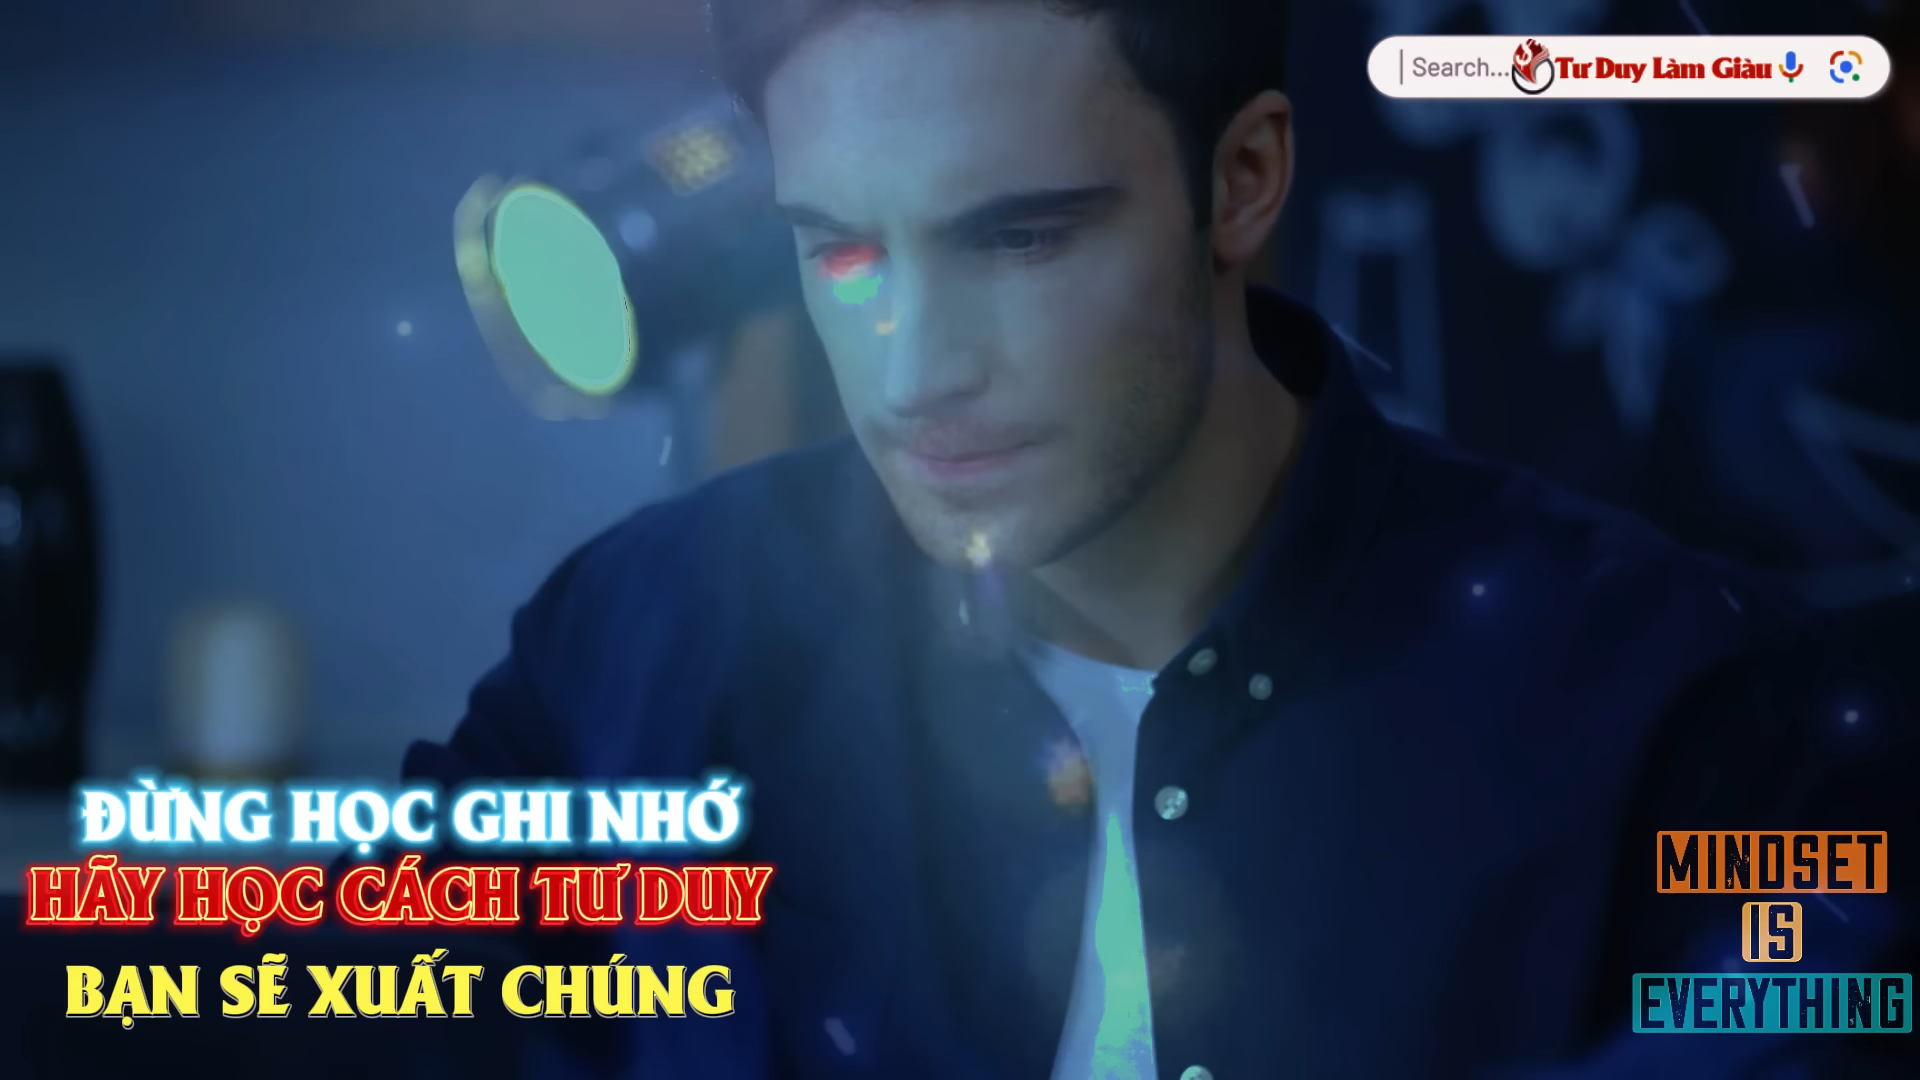 Search... Tư Duy Làm Giàu
ĐỪNG HỌC GHI NHỚ
HÃY HỌC CÁCH TƯ DUY
BẠN SẼ XUẤT CHÚNG
MINDSET
IS
EVERYTHING